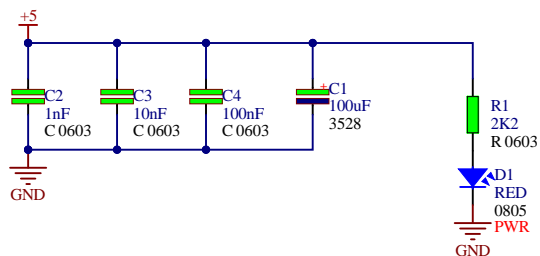 +5
C2
1nF
C 0603
C3
10nF
C 0603
C4
100nF
C 0603
+
C1
100uF
3528
R1
2K2
R 0603
D1
RED
0805
PWR
GND
GND